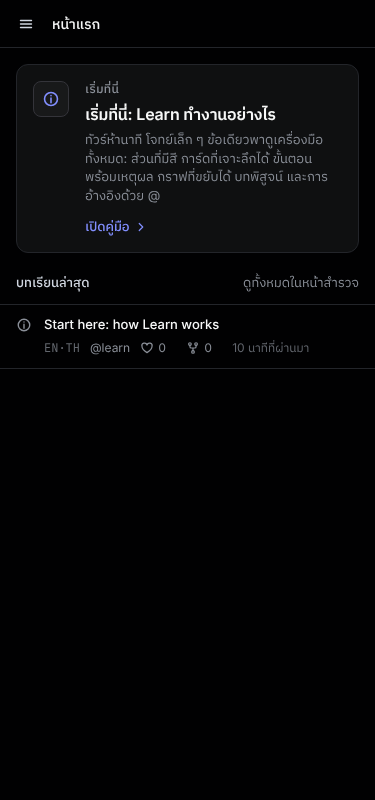 หน้าแรก
เริ่มที่นี่
เริ่มที่นี่: Learn ทำงานอย่างไร
ทัวร์ห้านาที โจทย์เล็ก ๆ ข้อเดียวพาดูเครื่องมือ
ทั้งหมด: ส่วนที่มีสี การ์ดที่เจาะลึกได้ ขั้นตอน
พร้อมเหตุผล กราฟที่ขยับได้ บทพิสูจน์ และการ
อ้างอิงด้วย @
เปิดคู่มือ
บทเรียนล่าสุด ดูทั้งหมดในหน้าสำรวจ
Start here: how Learn works
EN·TH @learn 0 0 10 นาทีที่ผ่านมา